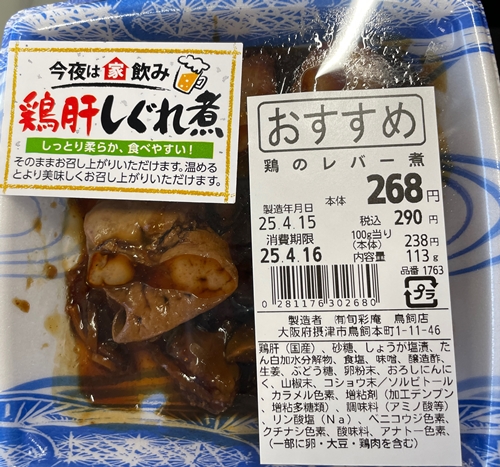 今夜は家飲み
鶏肝しぐれ煮
しっとり柔らか、食べやすい!
そのままお召し上がりいただけます。温める
とより美味しくお召し上がりいただけます。
おすすめ
鶏のレバー煮
本体 268円
製造年月日
25.4.15
税込 290円
消費期限
25.4.16
100g当り
(本体) 238円
内容量 113g
品番 1763
0281176302680
プラ
製造者 ㈲旬彩庵 鳥飼店
大阪府摂津市鳥飼本町1-11-46
鶏肝(国産)、砂糖、しょうが塩漬、たん
白加水分解物、食塩、味噌、醸造酢、
生姜、ぶどう糖、卵粉末、おろしにんに
く、山椒末、コショウ末/ソルビトール
カラメル色素、増粘剤(加工デンプン、
増粘多糖類)、調味料(アミノ酸等)、
リン酸塩(Na)、ベニコウジ色素、
クチナシ色素、酸味料、アナトー色素、
(一部に卵・大豆・鶏肉を含む)